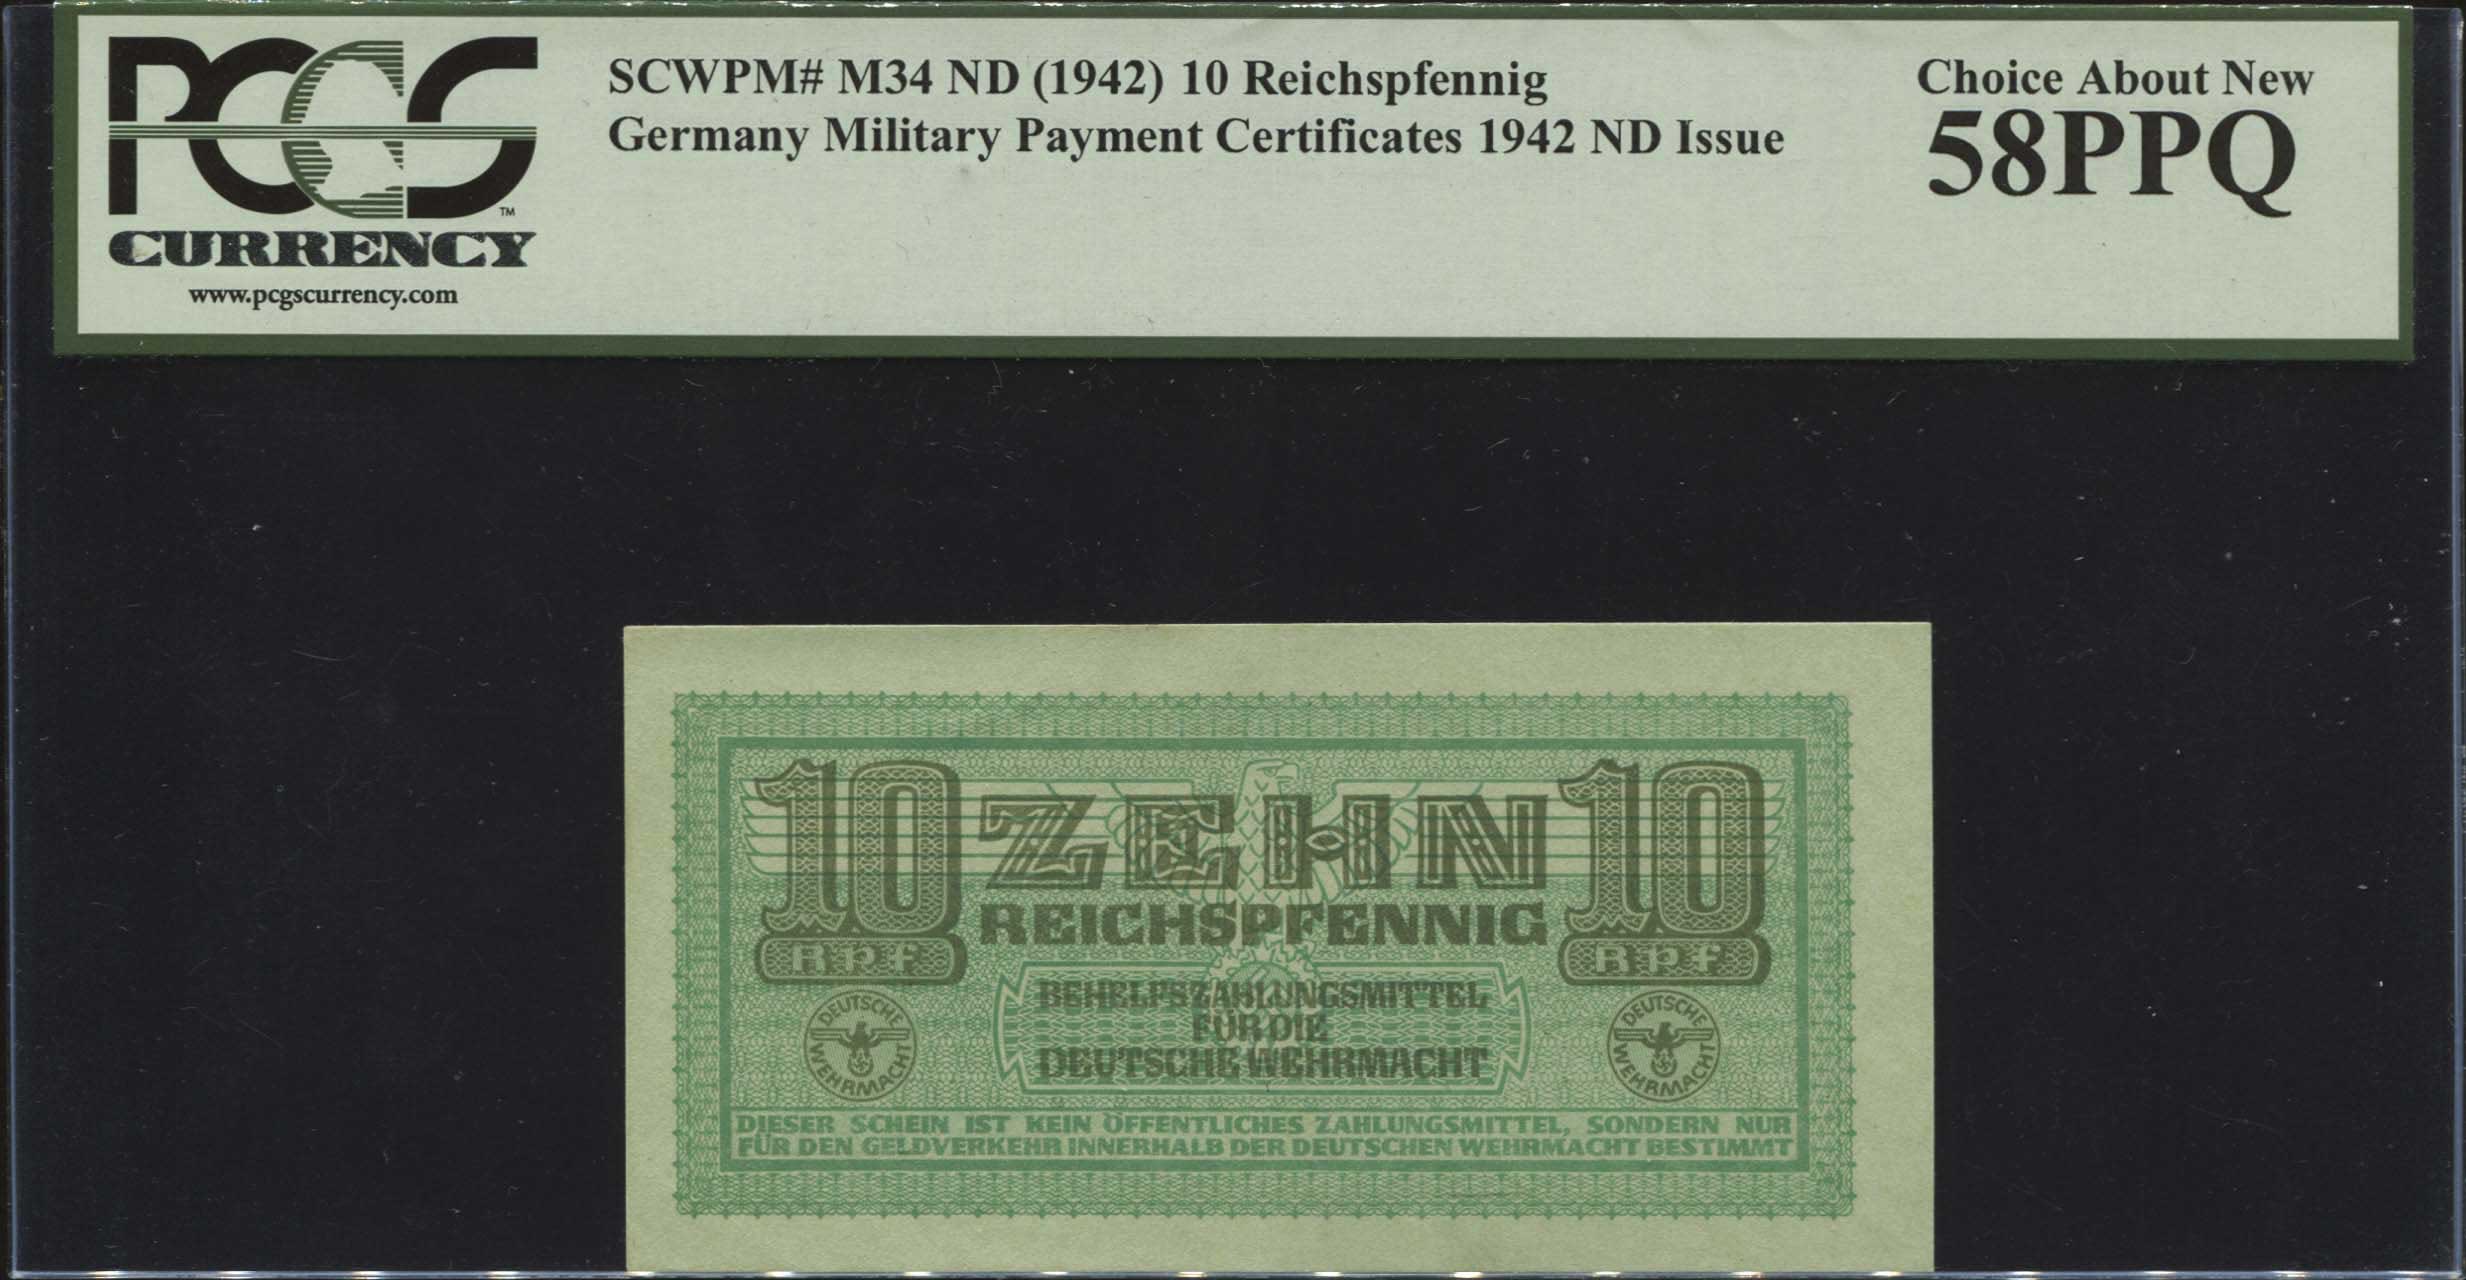 PCGS
TM
CURRENCY
www.pcgscurrency.com
SCWPM# M34 ND (1942) 10 Reichspfennig
Germany Military Payment Certificates 1942 ND Issue
Choice About New
58PPQ
10 ZEHN 10
REICHSPFENNIG
Rpf Rpf
BEHELFSZAHLUNGSMITTEL
FÜR DIE
DEUTSCHE WEHRMACHT
DEUTSCHE WEHRMACHT
DEUTSCHE WEHRMACHT
DIESER SCHEIN IST KEIN ÖFFENTLICHES ZAHLUNGSMITTEL, SONDERN NUR
FÜR DEN GELDVERKEHR INNERHALB DER DEUTSCHEN WEHRMACHT BESTIMMT